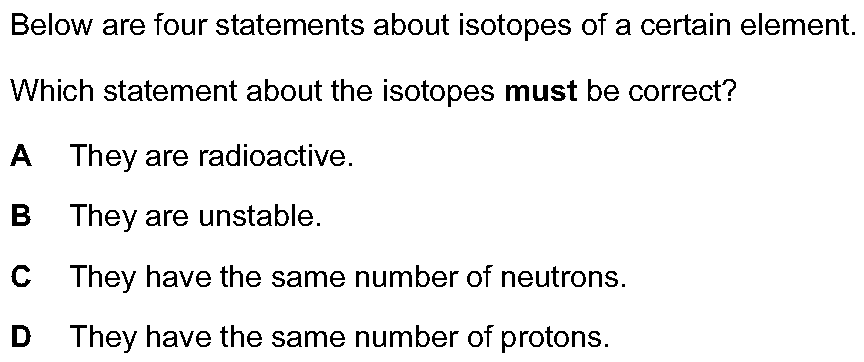 Below are four statements about isotopes of a certain element.
Which statement about the isotopes must be correct?
A They are radioactive.
B They are unstable.
C They have the same number of neutrons.
D They have the same number of protons.